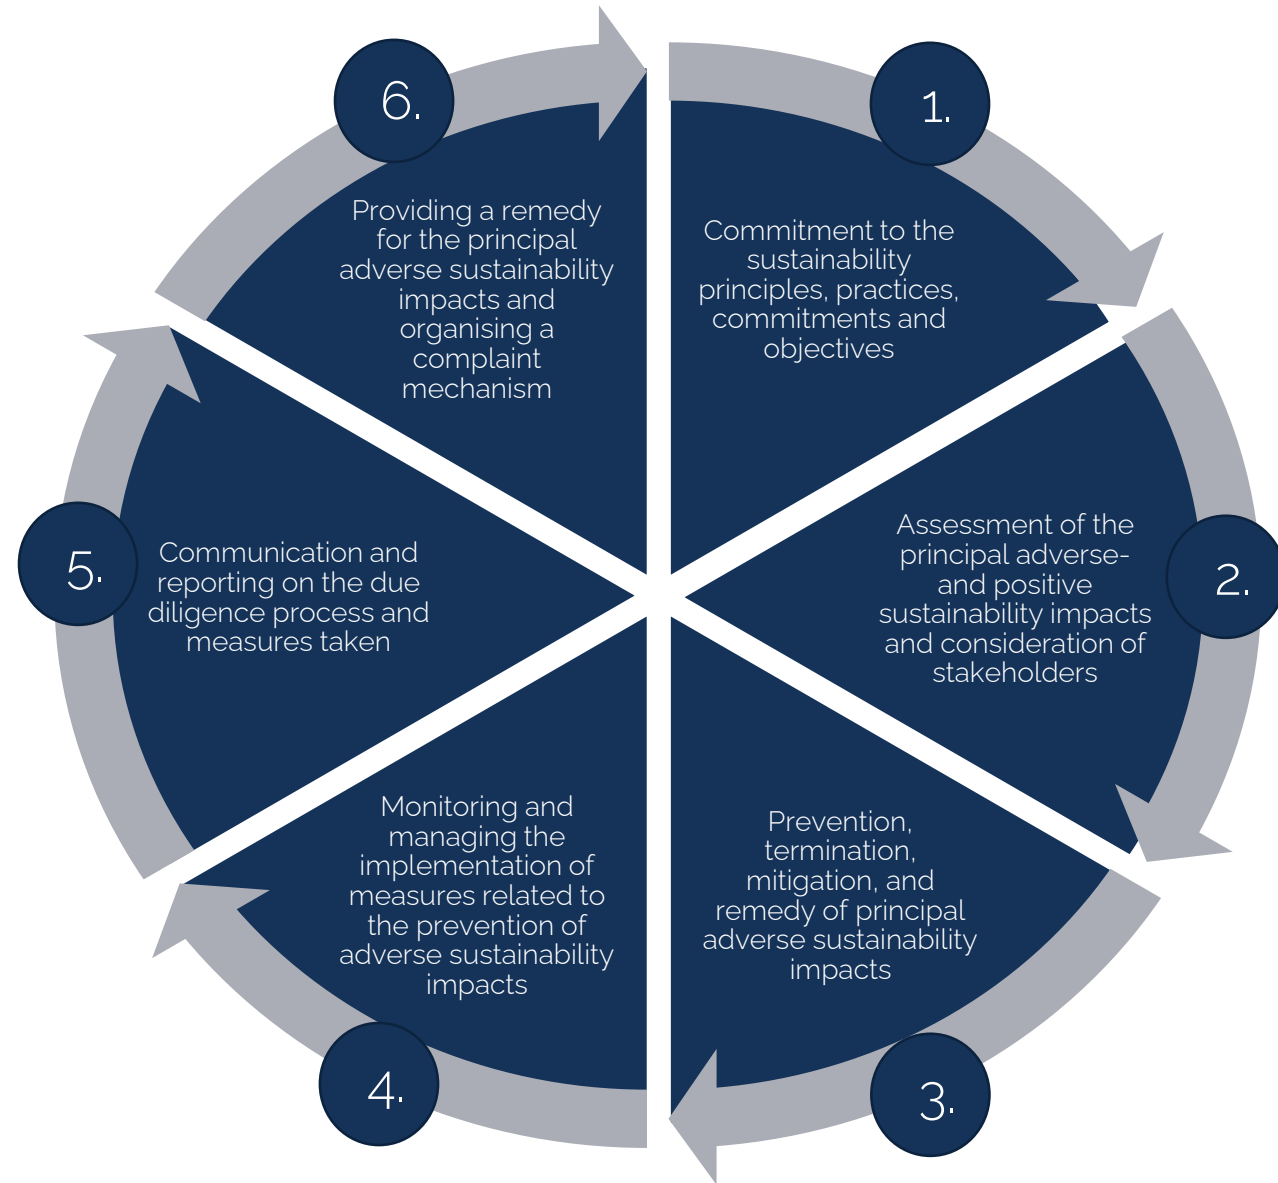 1.
Commitment to the
sustainability
principles, practices,
commitments and
objectives
2.
Assessment of the
principal adverse-
and positive
sustainability impacts
and consideration of
stakeholders
3.
Prevention,
termination,
mitigation, and
remedy of principal
adverse sustainability
impacts
4.
Monitoring and
managing the
implementation of
measures related to
the prevention of
adverse sustainability
impacts
5.
Communication and
reporting on the due
diligence process and
measures taken
6.
Providing a remedy
for the principal
adverse sustainability
impacts and
organising a
complaint
mechanism